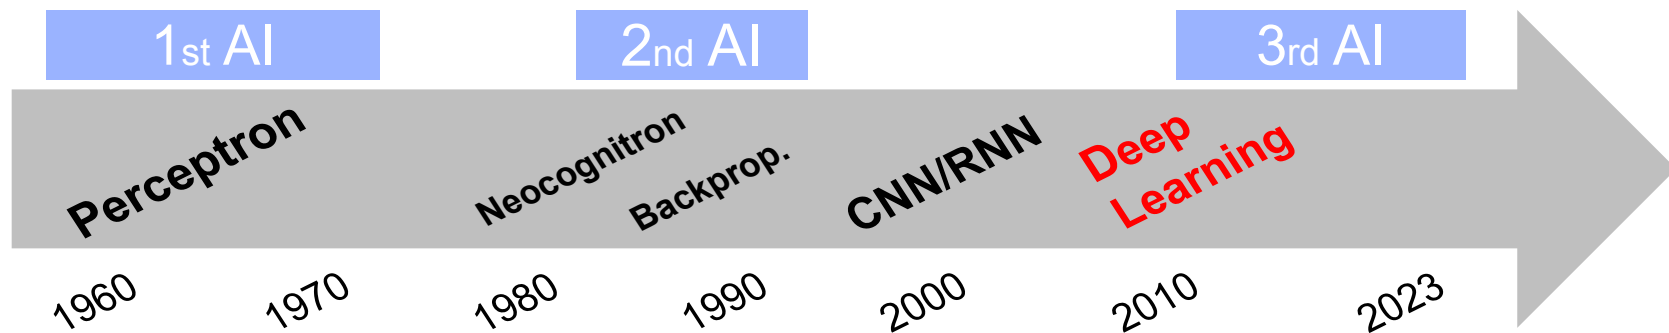 1st AI
2nd AI
3rd AI
Perceptron
Neocognitron
Backprop.
CNN/RNN
Deep
Learning
1960
1970
1980
1990
2000
2010
2023